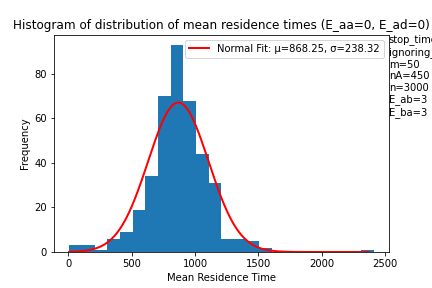 Histogram of distribution of mean residence times (E_aa=0, E_ad=0)
Normal Fit: μ=868.25, σ=238.32
stop_time
ignoring_
m=50
nA=450
n=3000
E_ab=3
E_ba=3
Frequency
80
60
40
20
0
0 500 1000 1500 2000 2500
Mean Residence Time